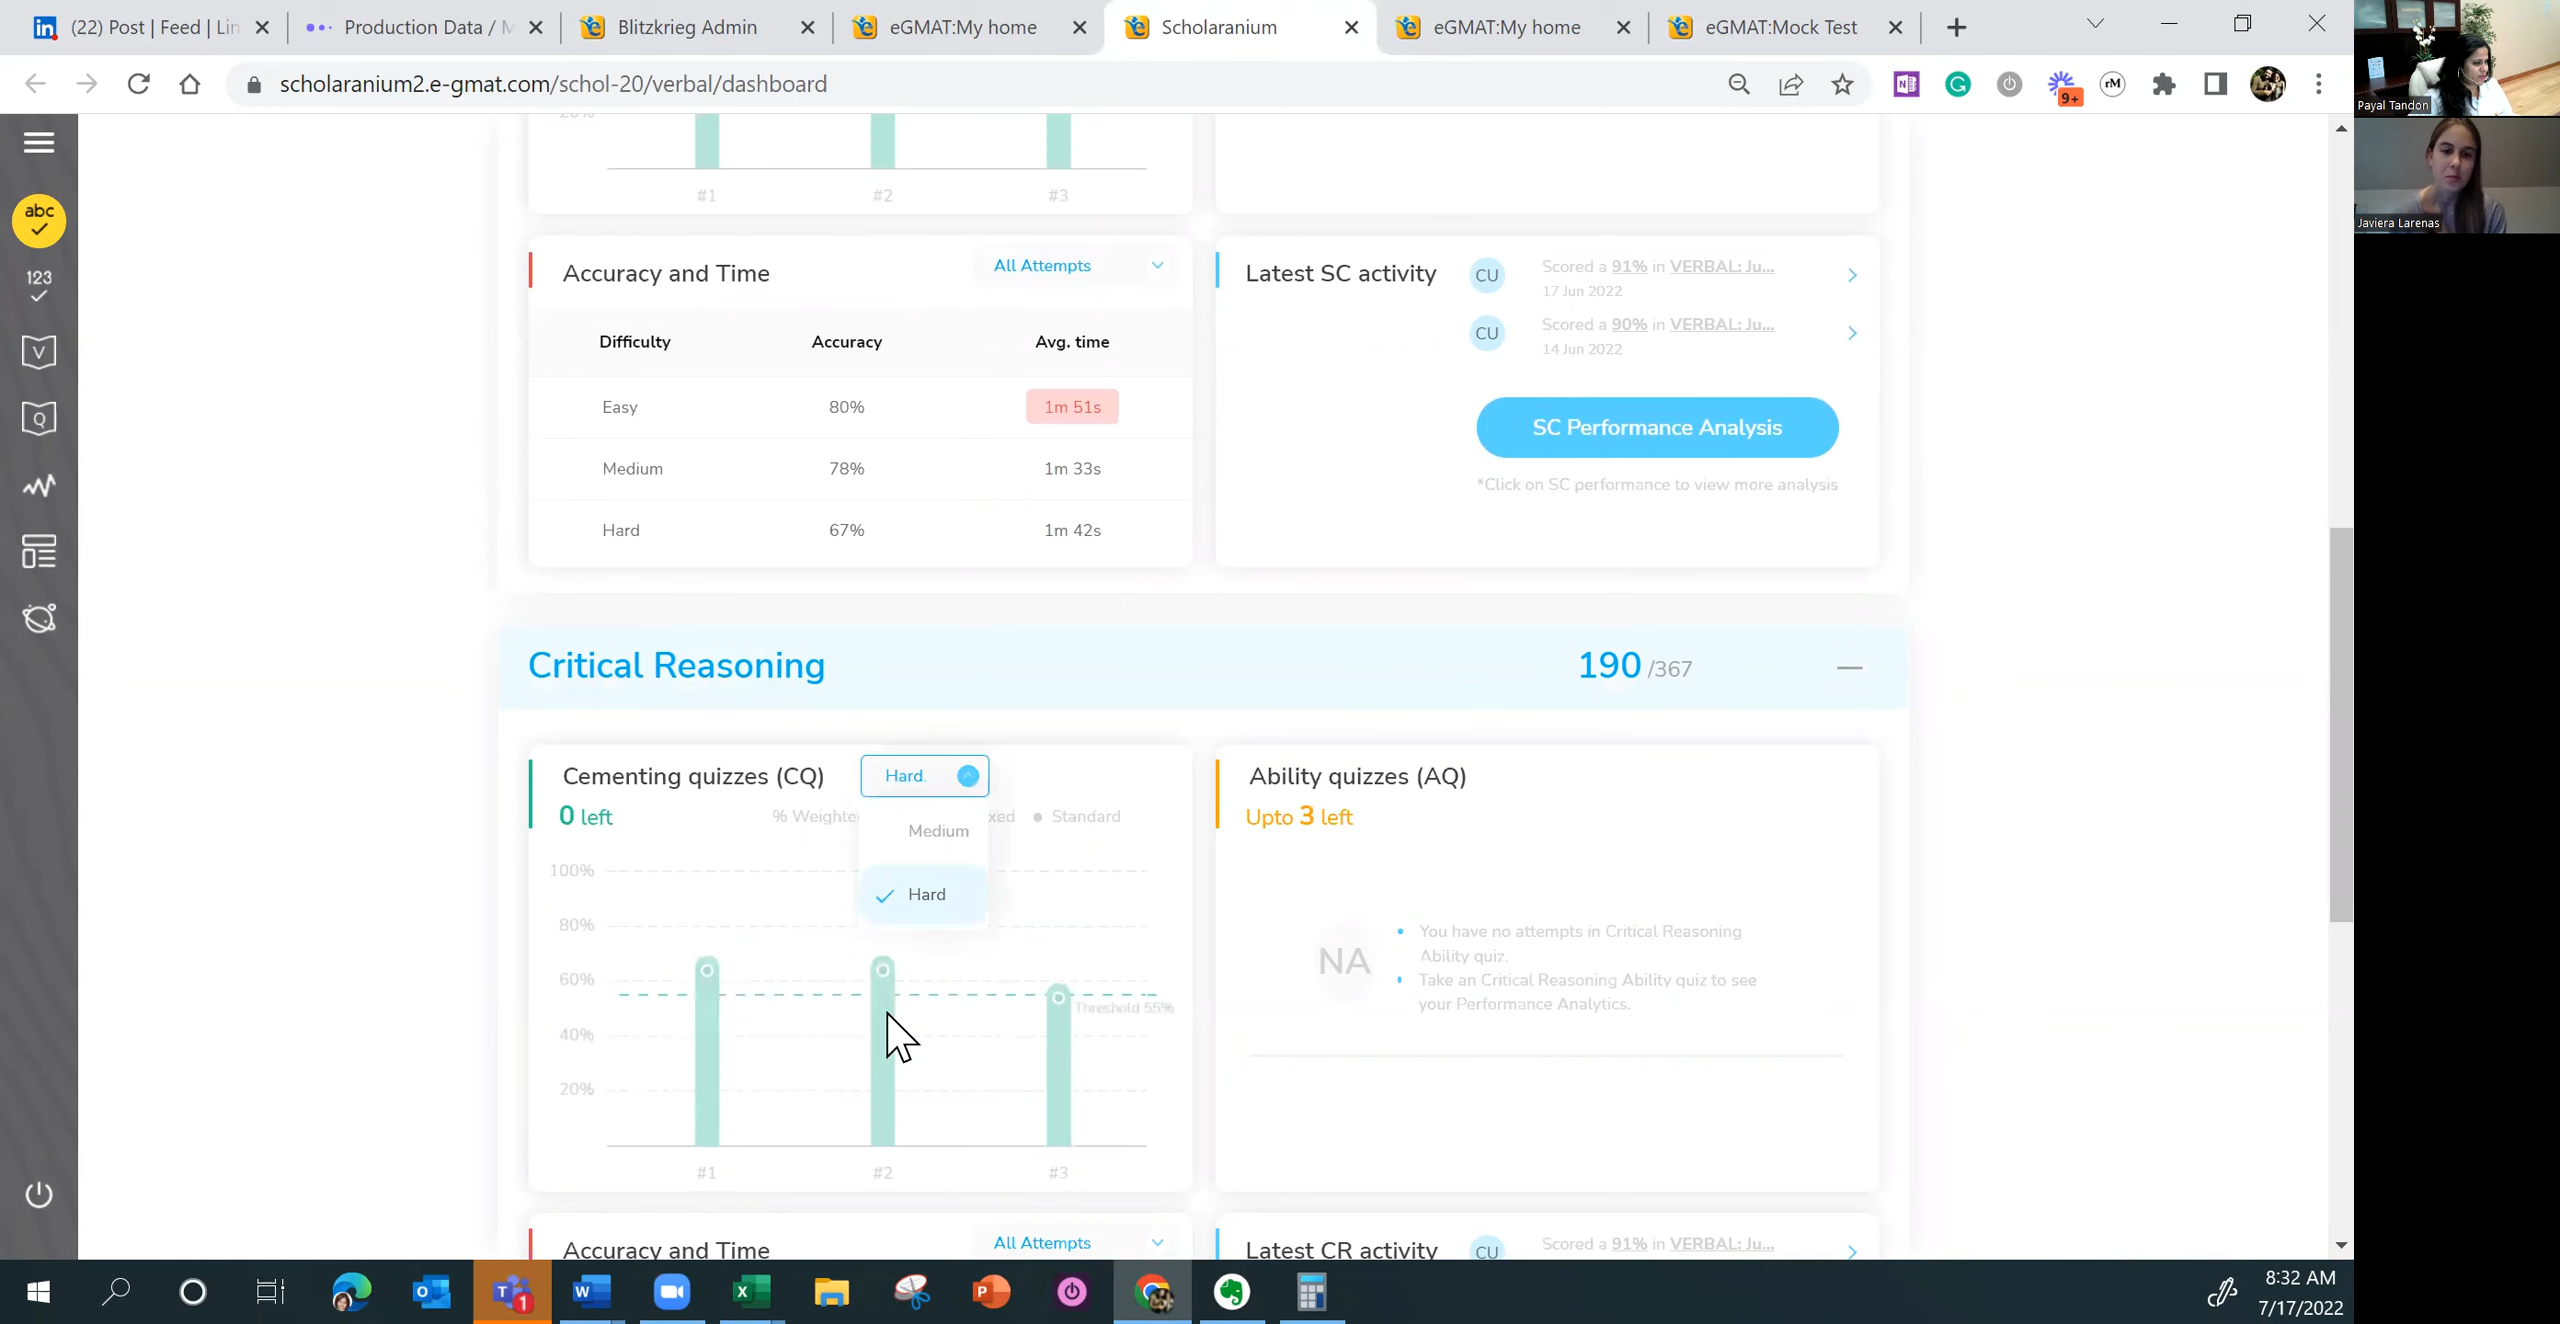 (22) Post | Feed | Lin
Production Data / M
Blitzkrieg Admin
eGMAT:My home
Scholaranium
eGMAT:My home
eGMAT:Mock Test
scholaranium2.e-gmat.com/schol-20/verbal/dashboard
9+
rM
Payal Tandon
Javiera Larenas
abc
123
V
Q
20%
#1 #2 #3
Accuracy and Time
All Attempts
Difficulty Accuracy Avg. time
Easy 80% 1m 51s
Medium 78% 1m 33s
Hard 67% 1m 42s
Latest SC activity
CU Scored a 91% in VERBAL: Ju...
17 Jun 2022
CU Scored a 90% in VERBAL: Ju...
14 Jun 2022
SC Performance Analysis
*Click on SC performance to view more analysis
Critical Reasoning 190 /367
Cementing quizzes (CQ)
Hard
0 left
% Weighte
xed
Standard
Medium
Hard
100%
80%
60%
Threshold 55%
40%
20%
#1 #2 #3
Ability quizzes (AQ)
Upto 3 left
NA
You have no attempts in Critical Reasoning
Ability quiz.
Take an Critical Reasoning Ability quiz to see
your Performance Analytics.
Accuracy and Time
All Attempts
Latest CR activity
CU Scored a 91% in VERBAL: Ju...
1
8:32 AM
7/17/2022